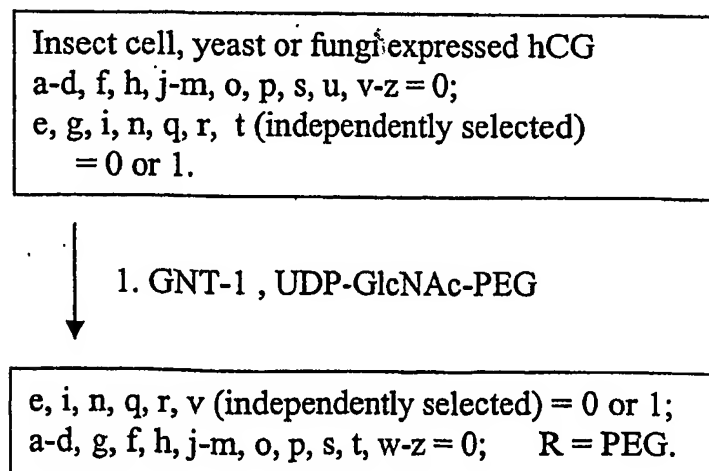 Insect cell, yeast or fungi expressed hCG
a-d, f, h, j-m, o, p, s, u, v-z = 0;
e, g, i, n, q, r, t (independently selected)
= 0 or 1.
1. GNT-1 , UDP-GlcNAc-PEG
e, i, n, q, r, v (independently selected) = 0 or 1;
a-d, g, f, h, j-m, o, p, s, t, w-z = 0; R = PEG.